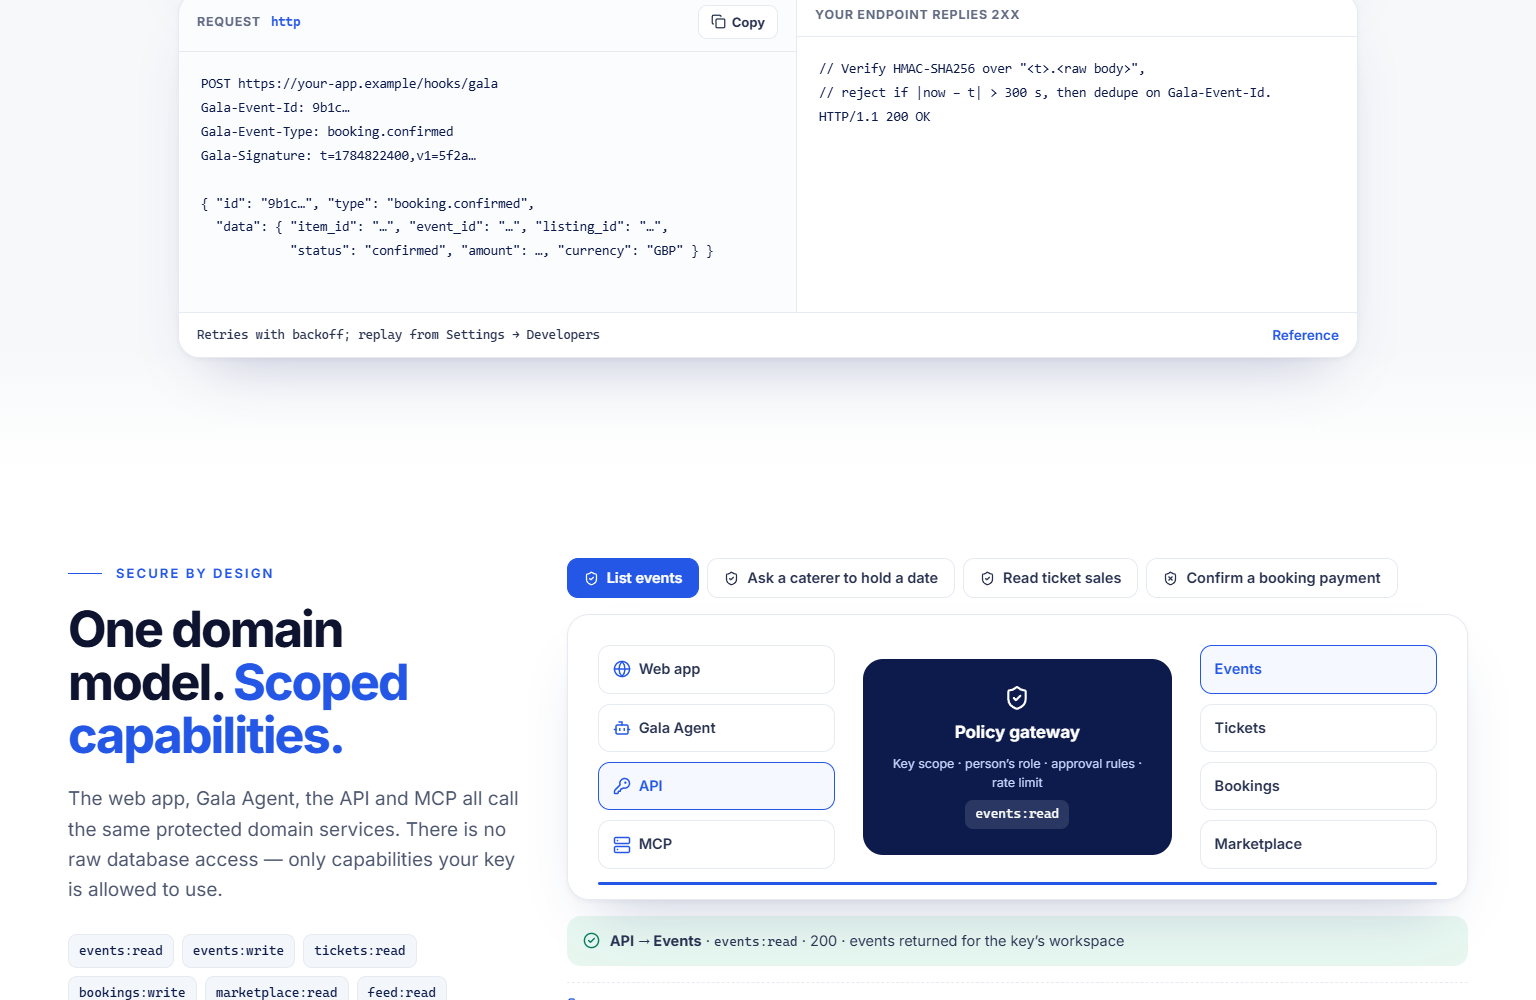 REQUEST http
Copy
YOUR ENDPOINT REPLIES 2XX
POST https://your-app.example/hooks/gala
Gala-Event-Id: 9b1c…
Gala-Event-Type: booking.confirmed
Gala-Signature: t=1784822400,v1=5f2a…
{ "id": "9b1c…", "type": "booking.confirmed",
"data": { "item_id": "…", "event_id": "…", "listing_id": "…",
"status": "confirmed", "amount": …, "currency": "GBP" } }
// Verify HMAC-SHA256 over "<t>.<raw body>",
// reject if |now − t| > 300 s, then dedupe on Gala-Event-Id.
HTTP/1.1 200 OK
Retries with backoff; replay from Settings → Developers
Reference
SECURE BY DESIGN
One domain
model. Scoped
capabilities.
The web app, Gala Agent, the API and MCP all call
the same protected domain services. There is no
raw database access — only capabilities your key
is allowed to use.
events:read events:write tickets:read
bookings:write marketplace:read feed:read
List events
Ask a caterer to hold a date
Read ticket sales
Confirm a booking payment
Web app
Gala Agent
API
MCP
Policy gateway
Key scope · person’s role · approval rules ·
rate limit
events:read
Events
Tickets
Bookings
Marketplace
API → Events · events:read · 200 · events returned for the key’s workspace